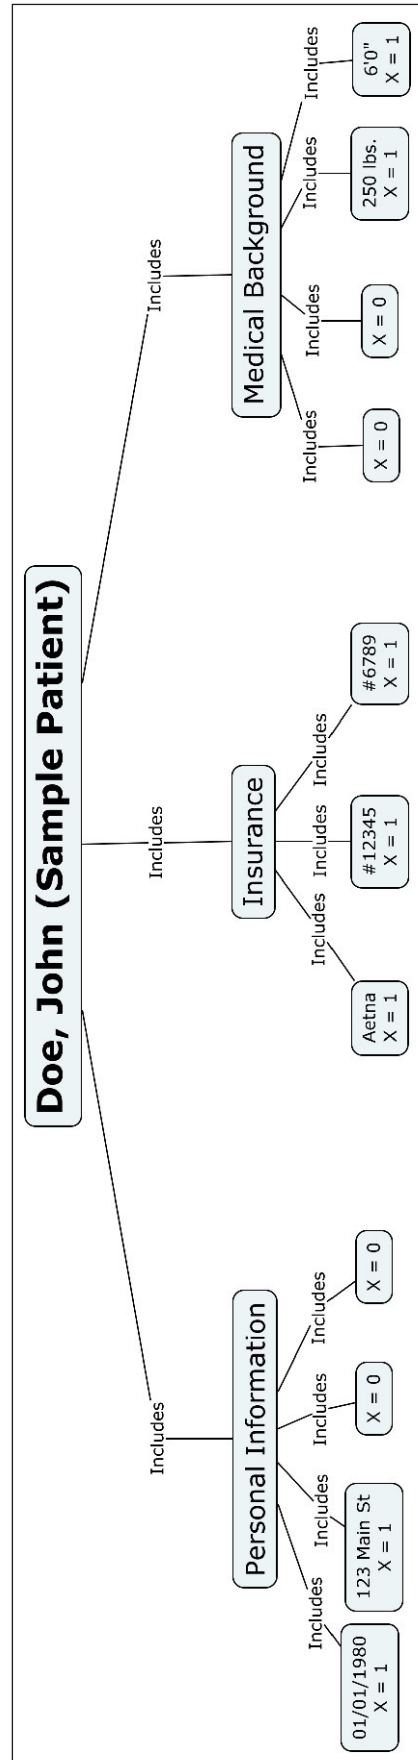 Doe, John (Sample Patient)
Includes
Includes
Includes
Personal Information
Insurance
Medical Background
Includes
Includes
Includes
Includes
Includes
Includes
Includes
Includes
Includes
Includes
Includes
01/01/1980
X = 1
123 Main St
X = 1
X = 0
X = 0
Aetna
X = 1
#12345
X = 1
#6789
X = 1
X = 0
X = 0
250 lbs.
X = 1
6'0"
X = 1